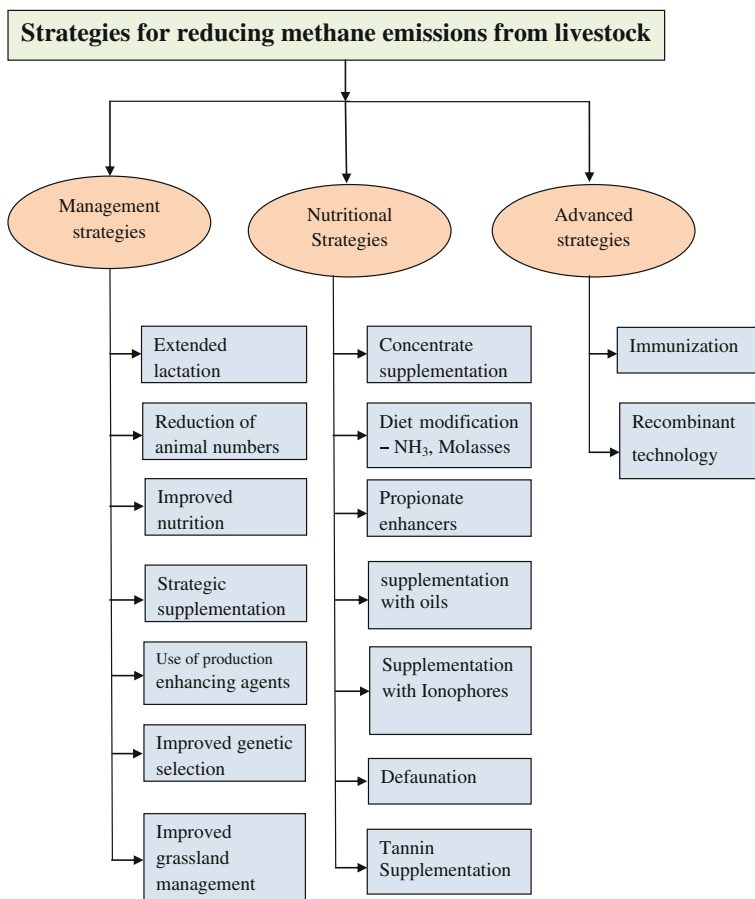 Strategies for reducing methane emissions from livestock
Management
strategies
Nutritional
Strategies
Advanced
strategies
Extended
lactation
Reduction of
animal numbers
Improved
nutrition
Strategic
supplementation
Use of production
enhancing agents
Improved genetic
selection
Improved
grassland
management
Concentrate
supplementation
Diet modification
– NH₃, Molasses
Propionate
enhancers
supplementation
with oils
Supplementation
with Ionophores
Defaunation
Tannin
Supplementation
Immunization
Recombinant
technology